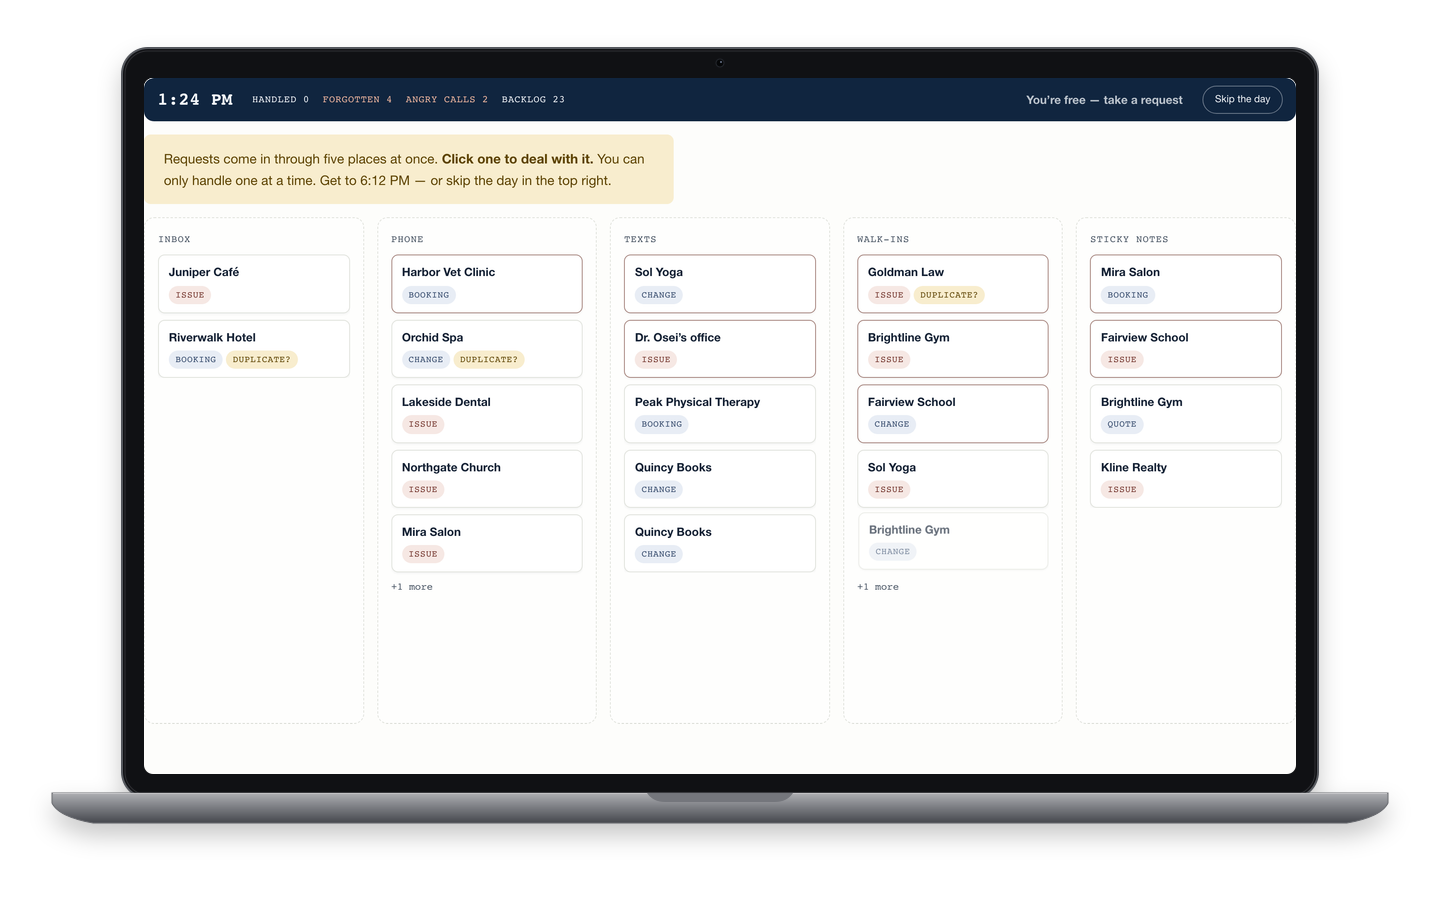 1:24 PM HANDLED 0 FORGOTTEN 4 ANGRY CALLS 2 BACKLOG 23 You're free — take a request Skip the day
Requests come in through five places at once. Click one to deal with it. You can
only handle one at a time. Get to 6:12 PM — or skip the day in the top right.
INBOX
Juniper Café
ISSUE
Riverwalk Hotel
BOOKING DUPLICATE?
PHONE
Harbor Vet Clinic
BOOKING
Orchid Spa
CHANGE DUPLICATE?
Lakeside Dental
ISSUE
Northgate Church
ISSUE
Mira Salon
ISSUE
+1 more
TEXTS
Sol Yoga
CHANGE
Dr. Osei’s office
ISSUE
Peak Physical Therapy
BOOKING
Quincy Books
CHANGE
Quincy Books
CHANGE
WALK-INS
Goldman Law
ISSUE DUPLICATE?
Brightline Gym
ISSUE
Fairview School
CHANGE
Sol Yoga
ISSUE
Brightline Gym
CHANGE
+1 more
STICKY NOTES
Mira Salon
BOOKING
Fairview School
ISSUE
Brightline Gym
QUOTE
Kline Realty
ISSUE